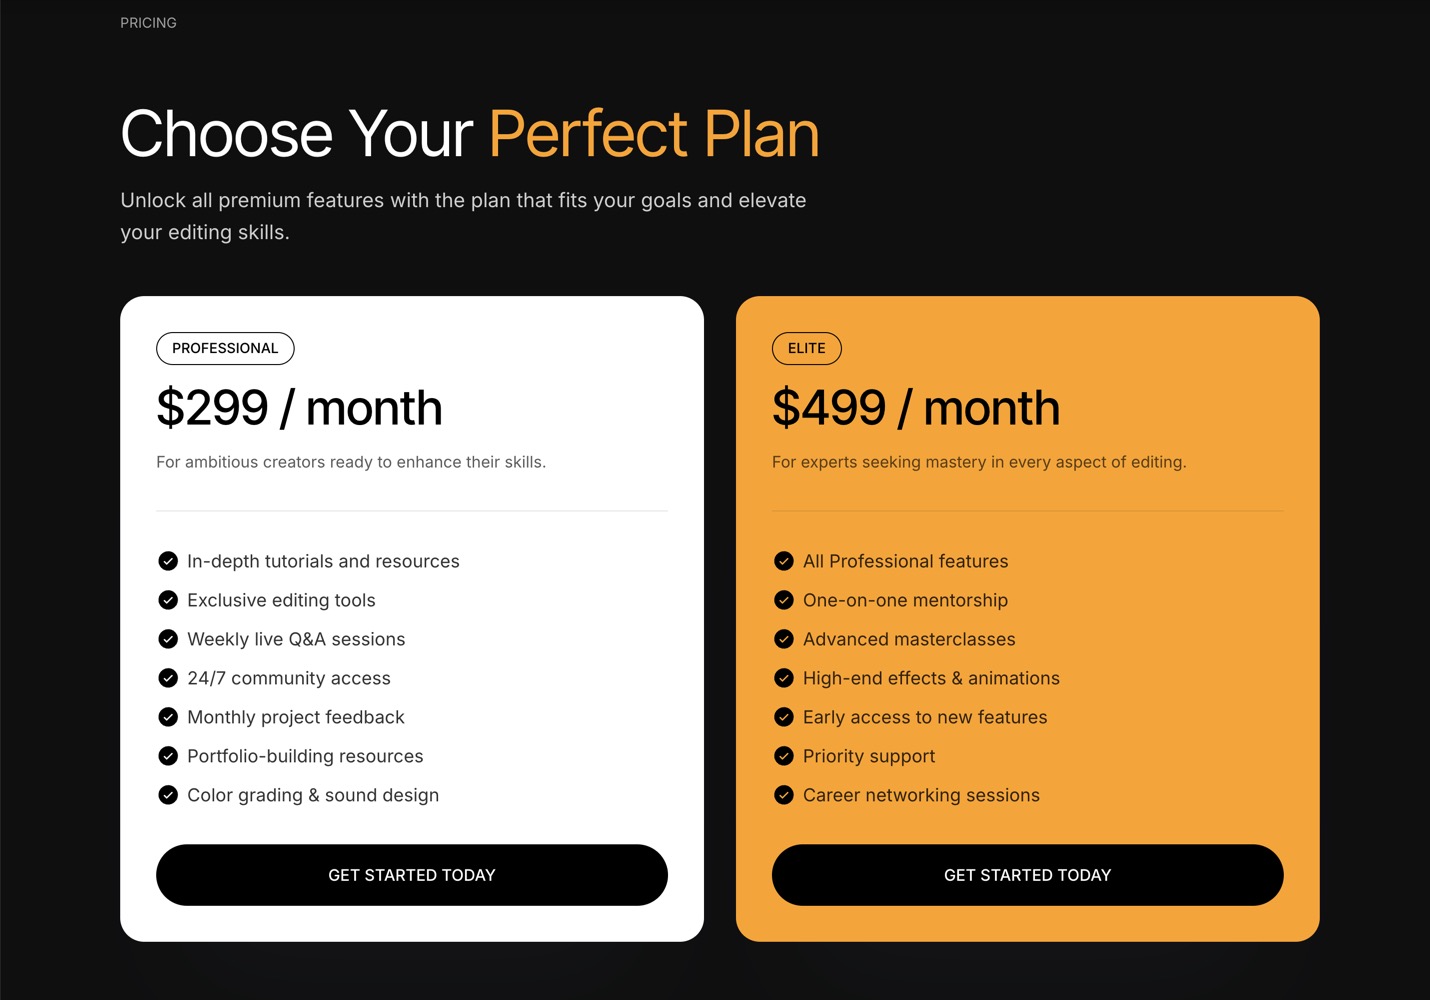 PRICING
Choose Your Perfect Plan
Unlock all premium features with the plan that fits your goals and elevate
your editing skills.
PROFESSIONAL
$299 / month
For ambitious creators ready to enhance their skills.
In-depth tutorials and resources
Exclusive editing tools
Weekly live Q&A sessions
24/7 community access
Monthly project feedback
Portfolio-building resources
Color grading & sound design
GET STARTED TODAY
ELITE
$499 / month
For experts seeking mastery in every aspect of editing.
All Professional features
One-on-one mentorship
Advanced masterclasses
High-end effects & animations
Early access to new features
Priority support
Career networking sessions
GET STARTED TODAY